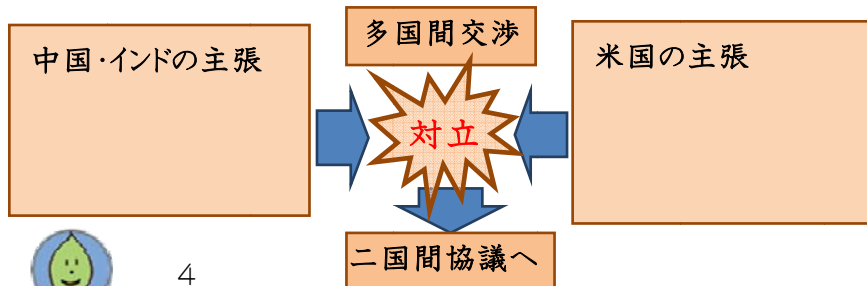 多国間交渉
中国・インドの主張
米国の主張
対立
二国間協議へ
4